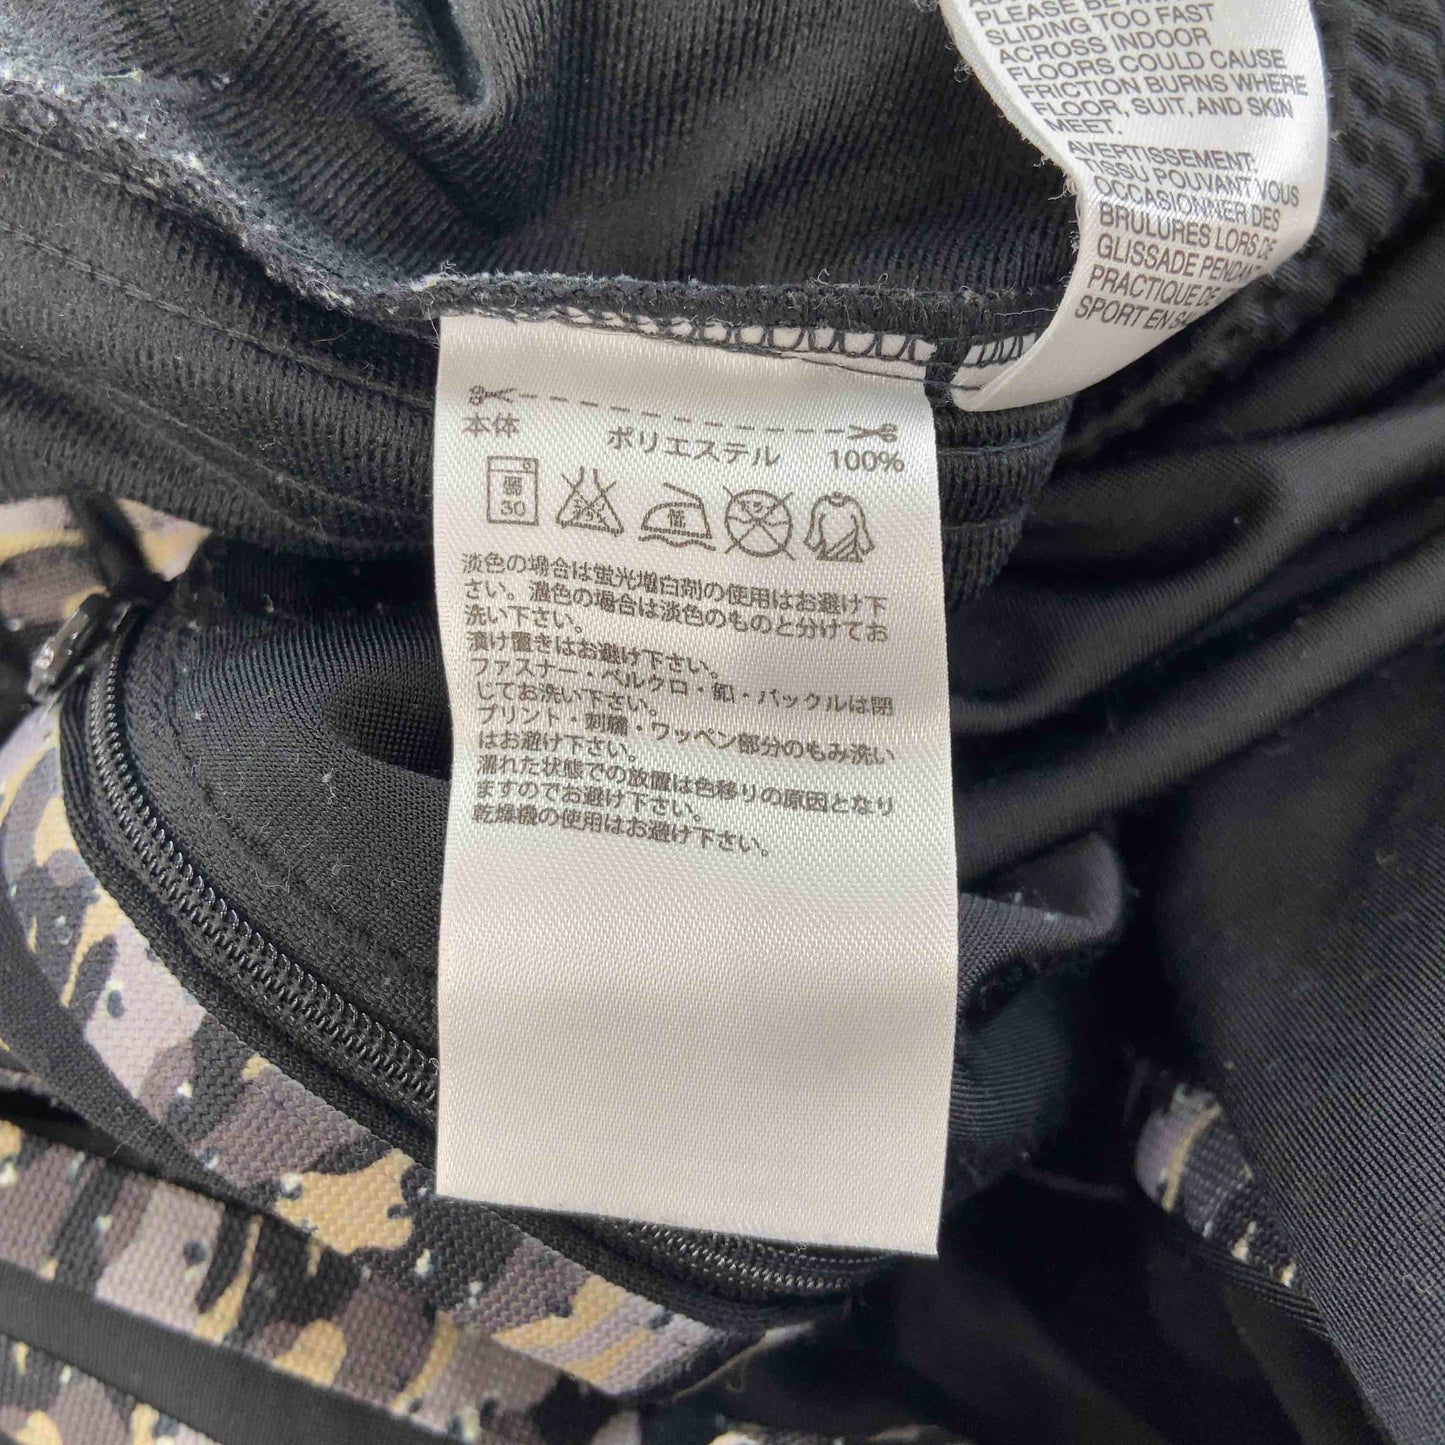 PLEASE BE
SLIDING TOO FAST
ACROSS INDOOR
FLOORS COULD CAUSE
FRICTION BURNS WHERE
FLOOR, SUIT, AND SKIN
MEET.
AVERTISSEMENT:
TISSU POUVANT VOUS
OCCASIONNER DES
BRULURES LORS DE
GLISSADE
PRACTIQUE DE
SPORT EN
本体 ポリエステル 100%
弱
30
低
淡色の場合は蛍光増白剤の使用はお避け下
さい。濃色の場合は淡色のものと分けてお
洗い下さい。
漬け置きはお避け下さい。
ファスナー・ベルクロ・釦・バックルは閉
じてお洗い下さい。
プリント・刺繍・ワッペン部分のもみ洗い
はお避け下さい。
濡れた状態での放置は色移りの原因となり
ますのでお避け下さい。
乾燥機の使用はお避け下さい。